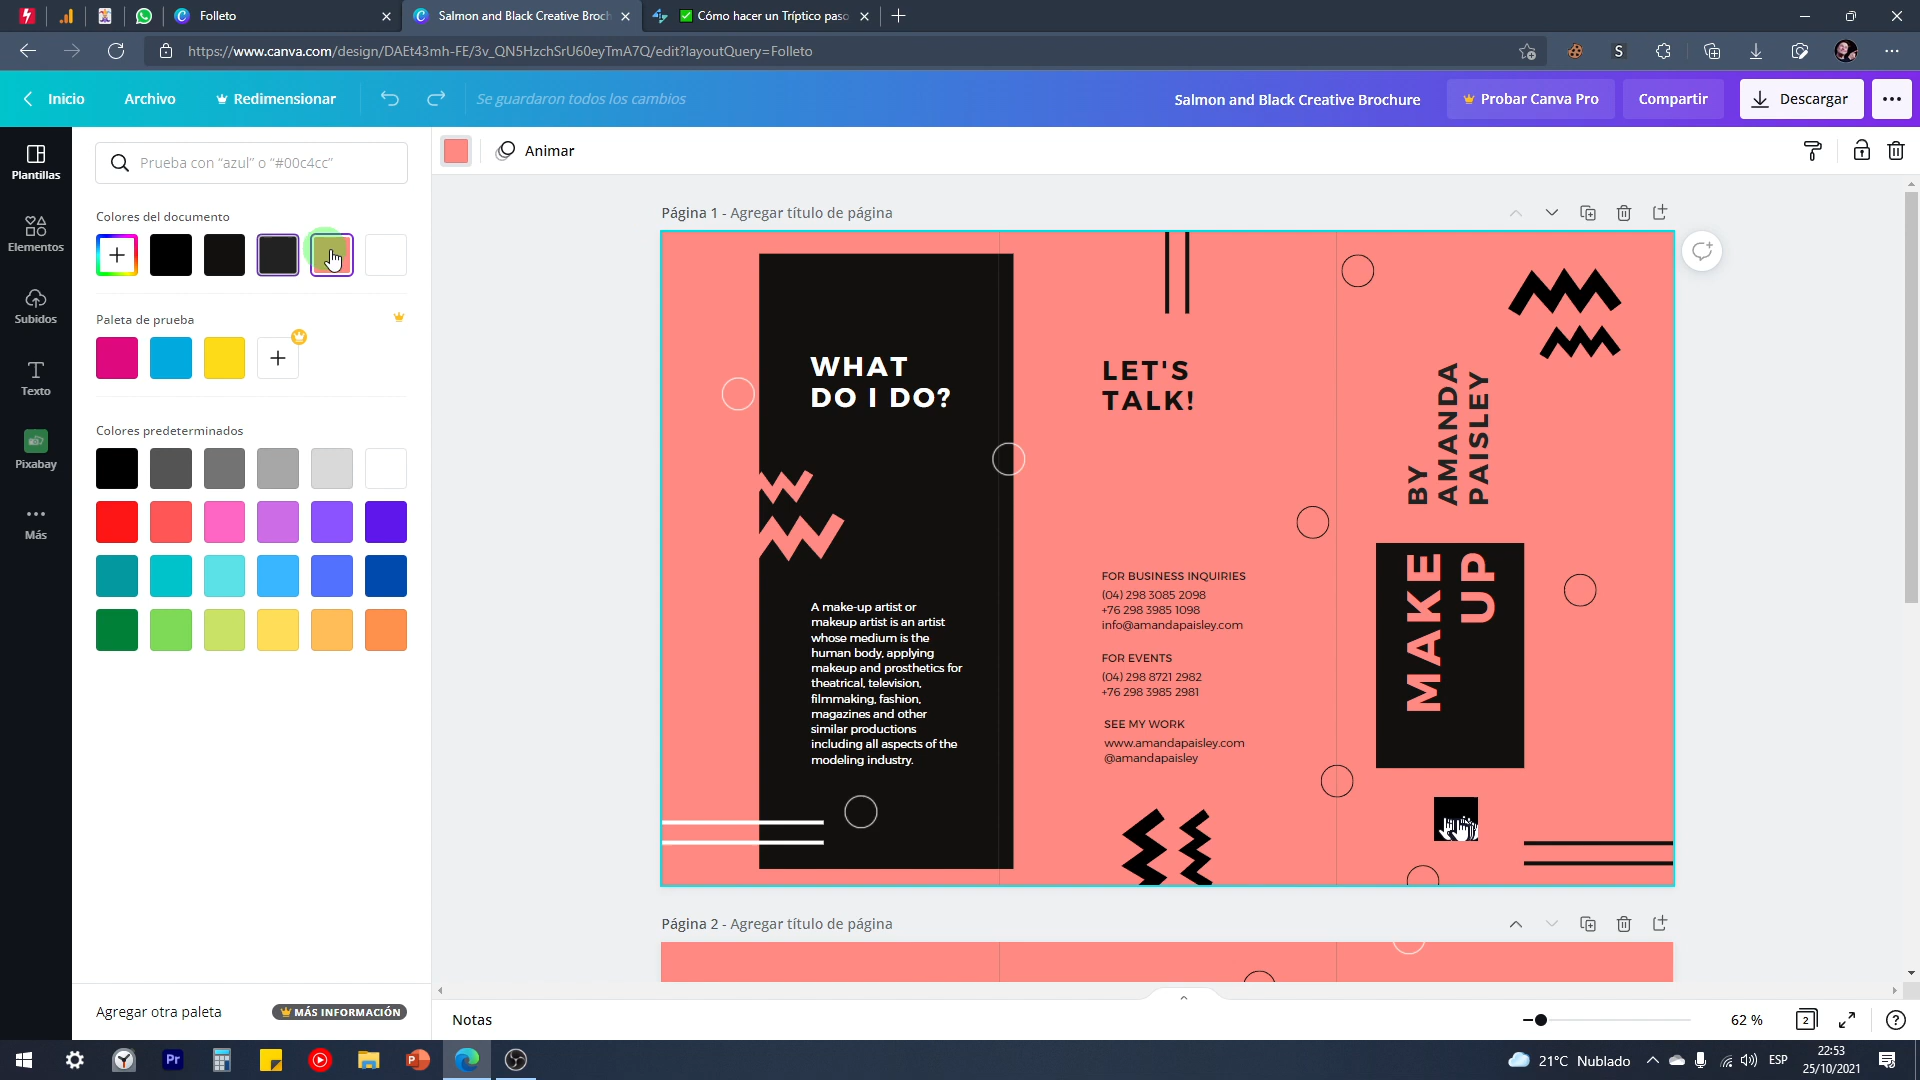 Folleto
Salmon and Black Creative Broch
Cómo hacer un Tríptico paso
https://www.canva.com/design/DAEt43mh-FE/3v_QN5HzchSrU60eyTmA7Q/edit?layoutQuery=Folleto
S
Inicio
Archivo
Redimensionar
Se guardaron todos los cambios
Salmon and Black Creative Brochure
Probar Canva Pro
Compartir
Descargar
Plantillas
Elementos
Subidos
Texto
Pixabay
Más
Prueba con “azul” o “#00c4cc”
Colores del documento
Paleta de prueba
Colores predeterminados
Agregar otra paleta
MÁS INFORMACIÓN
Animar
Página 1 - Agregar título de página
WHAT
DO I DO?
A make-up artist or
makeup artist is an artist
whose medium is the
human body, applying
makeup and prosthetics for
theatrical, television,
filmmaking, fashion,
magazines and other
similar productions
including all aspects of the
modeling industry.
LET'S
TALK!
FOR BUSINESS INQUIRIES
(04) 298 3085 2098
+76 298 3985 1098
info@amandapaisley.com
FOR EVENTS
(04) 298 8721 2982
+76 298 3985 2981
SEE MY WORK
www.amandapaisley.com
@amandapaisley
BY
AMANDA
PAISLEY
MAKE
UP
Página 2 - Agregar título de página
Notas
62 %
2
Pr
21°C Nublado
ESP
22:53
25/10/2021